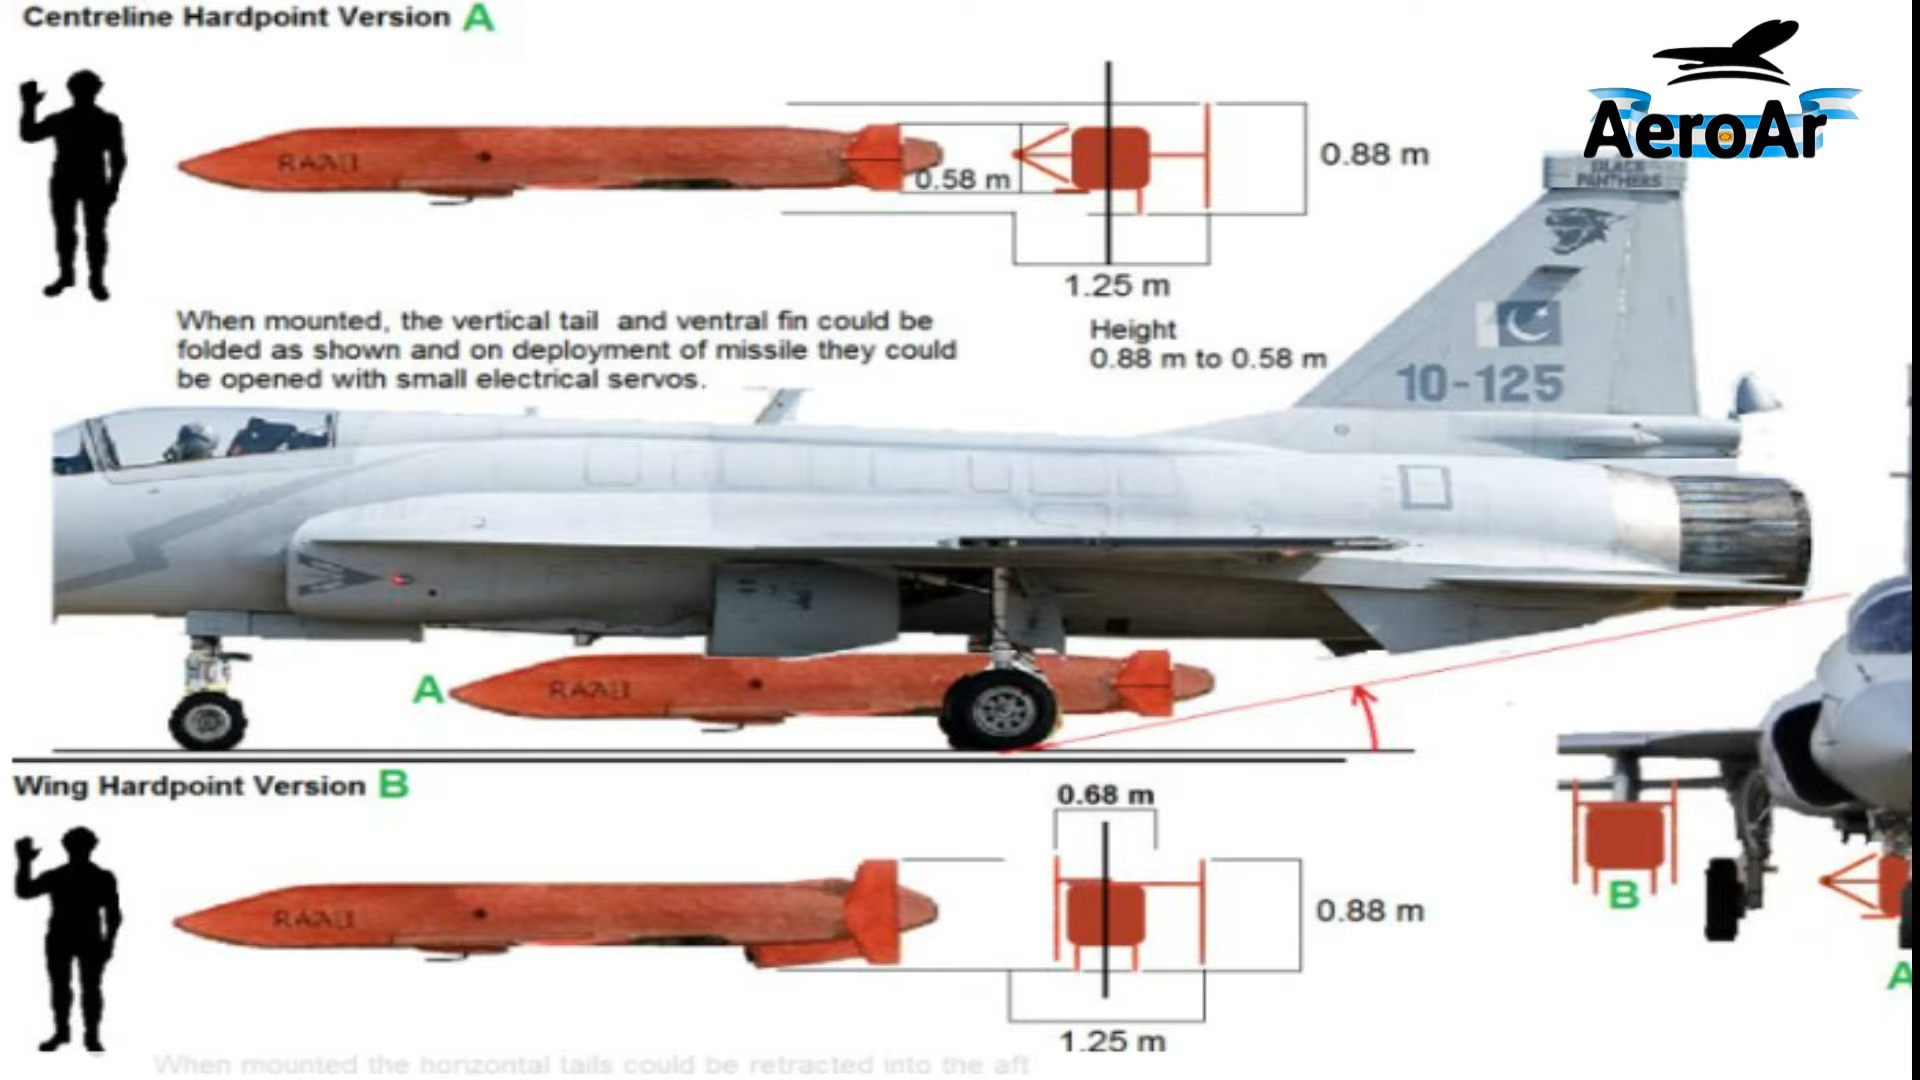 Centreline Hardpoint Version A
AeroAr
0.88 m
0.58 m
1.25 m
BLACK
PANTHERS
When mounted, the vertical tail and ventral fin could be
folded as shown and on deployment of missile they could
be opened with small electrical servos.
Height
0.88 m to 0.58 m
10-125
A
Wing Hardpoint Version B
0.68 m
0.88 m
B
A
1.25 m
When mounted the horizontal tails could be retracted into the aft